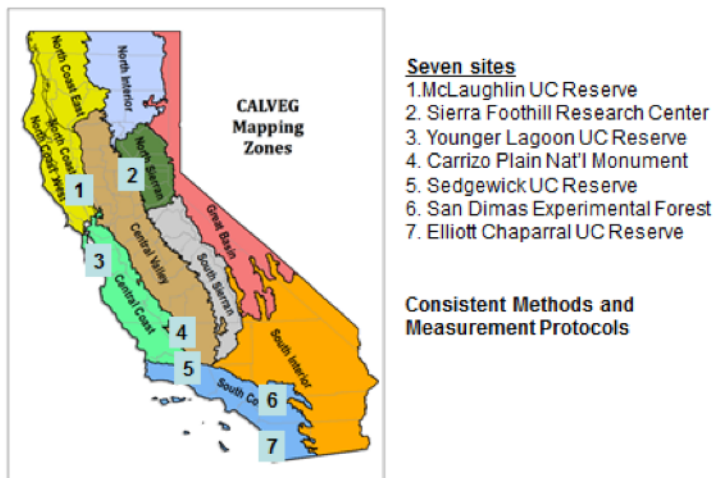 North Coast East
North Interior
CALVEG
Mapping
Zones
North Coast
West
North Coast
North Sierran
1
2
Great Basin
3
Central Valley
South Sierran
Central Coast
4
5
South Interior
South Co
6
7
Seven sites
1.McLaughlin UC Reserve
2. Sierra Foothill Research Center
3. Younger Lagoon UC Reserve
4. Carrizo Plain Nat'l Monument
5. Sedgewick UC Reserve
6. San Dimas Experimental Forest
7. Elliott Chaparral UC Reserve
Consistent Methods and
Measurement Protocols